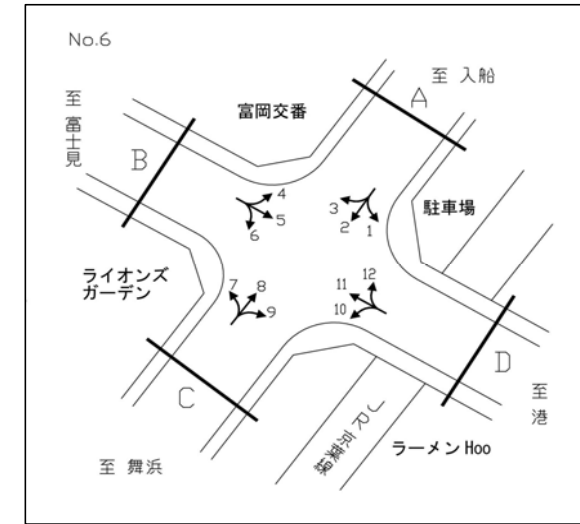 No.6
至 入船
A
富岡交番
至 富士見
B
駐車場
4
5
6
3
2
1
ライオンズ
ガーデン
7
8
9
12
11
10
D
至 港
C
JR京葉線
ラーメン Hoo
至 舞浜